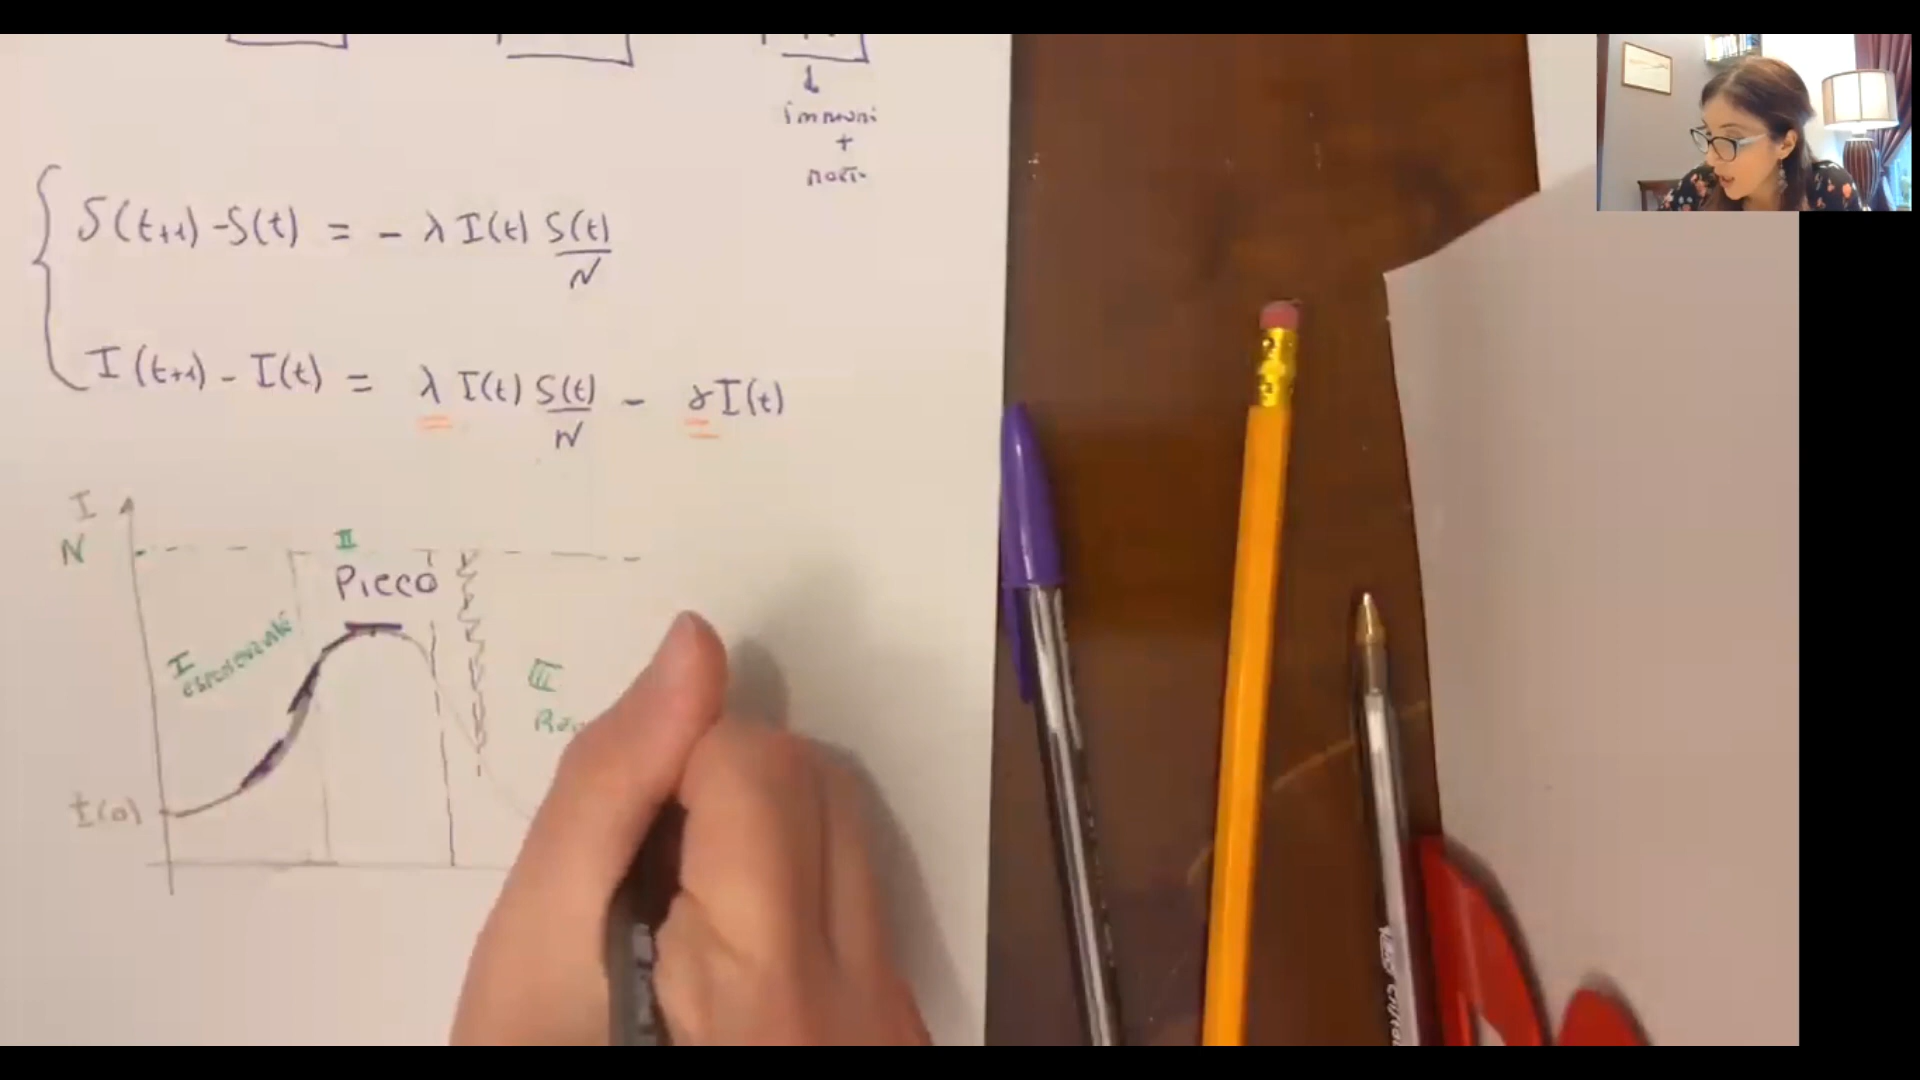 immuni
+
morti
S(t+1) - S(t) = - λ I(t) S(t)/N
I(t+1) - I(t) = λ I(t) S(t)/N - γ I(t)
I
N
II
Picco
I
esponenziale
III
I(0)